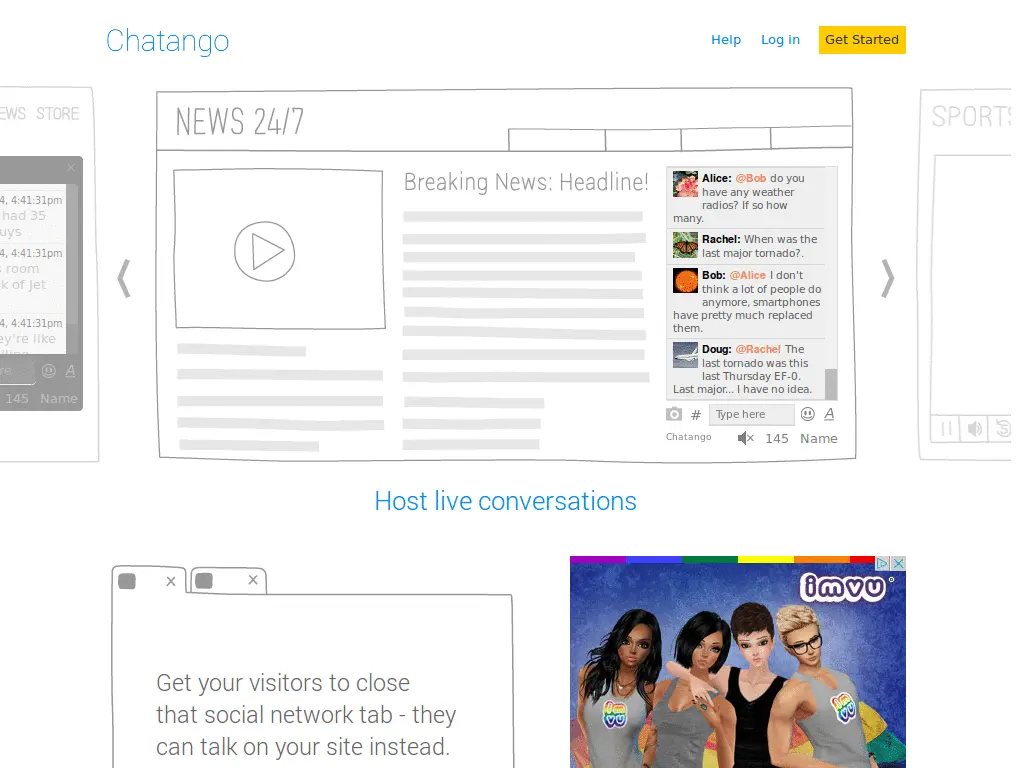 Chatango
Help Log in Get Started
EWS STORE
4, 4:41:31pm
had 35
uys
4, 4:41:31pm
room
k of Jet
4, 4:41:31pm
ey're like
145 Name
NEWS 24/7
Breaking News: Headline!
Alice: @Bob do you
have any weather
radios? If so how
many.
Rachel: When was the
last major tornado?.
Bob: @Alice I don't
think a lot of people do
anymore, smartphones
have pretty much replaced
them.
Doug: @Rachel The
last tornado was this
last Thursday EF-0.
Last major... I have no idea.
# Type here A
Chatango 145 Name
SPORTS
Host live conversations
Get your visitors to close
that social network tab - they
can talk on your site instead.
imvu
imvu
imvu